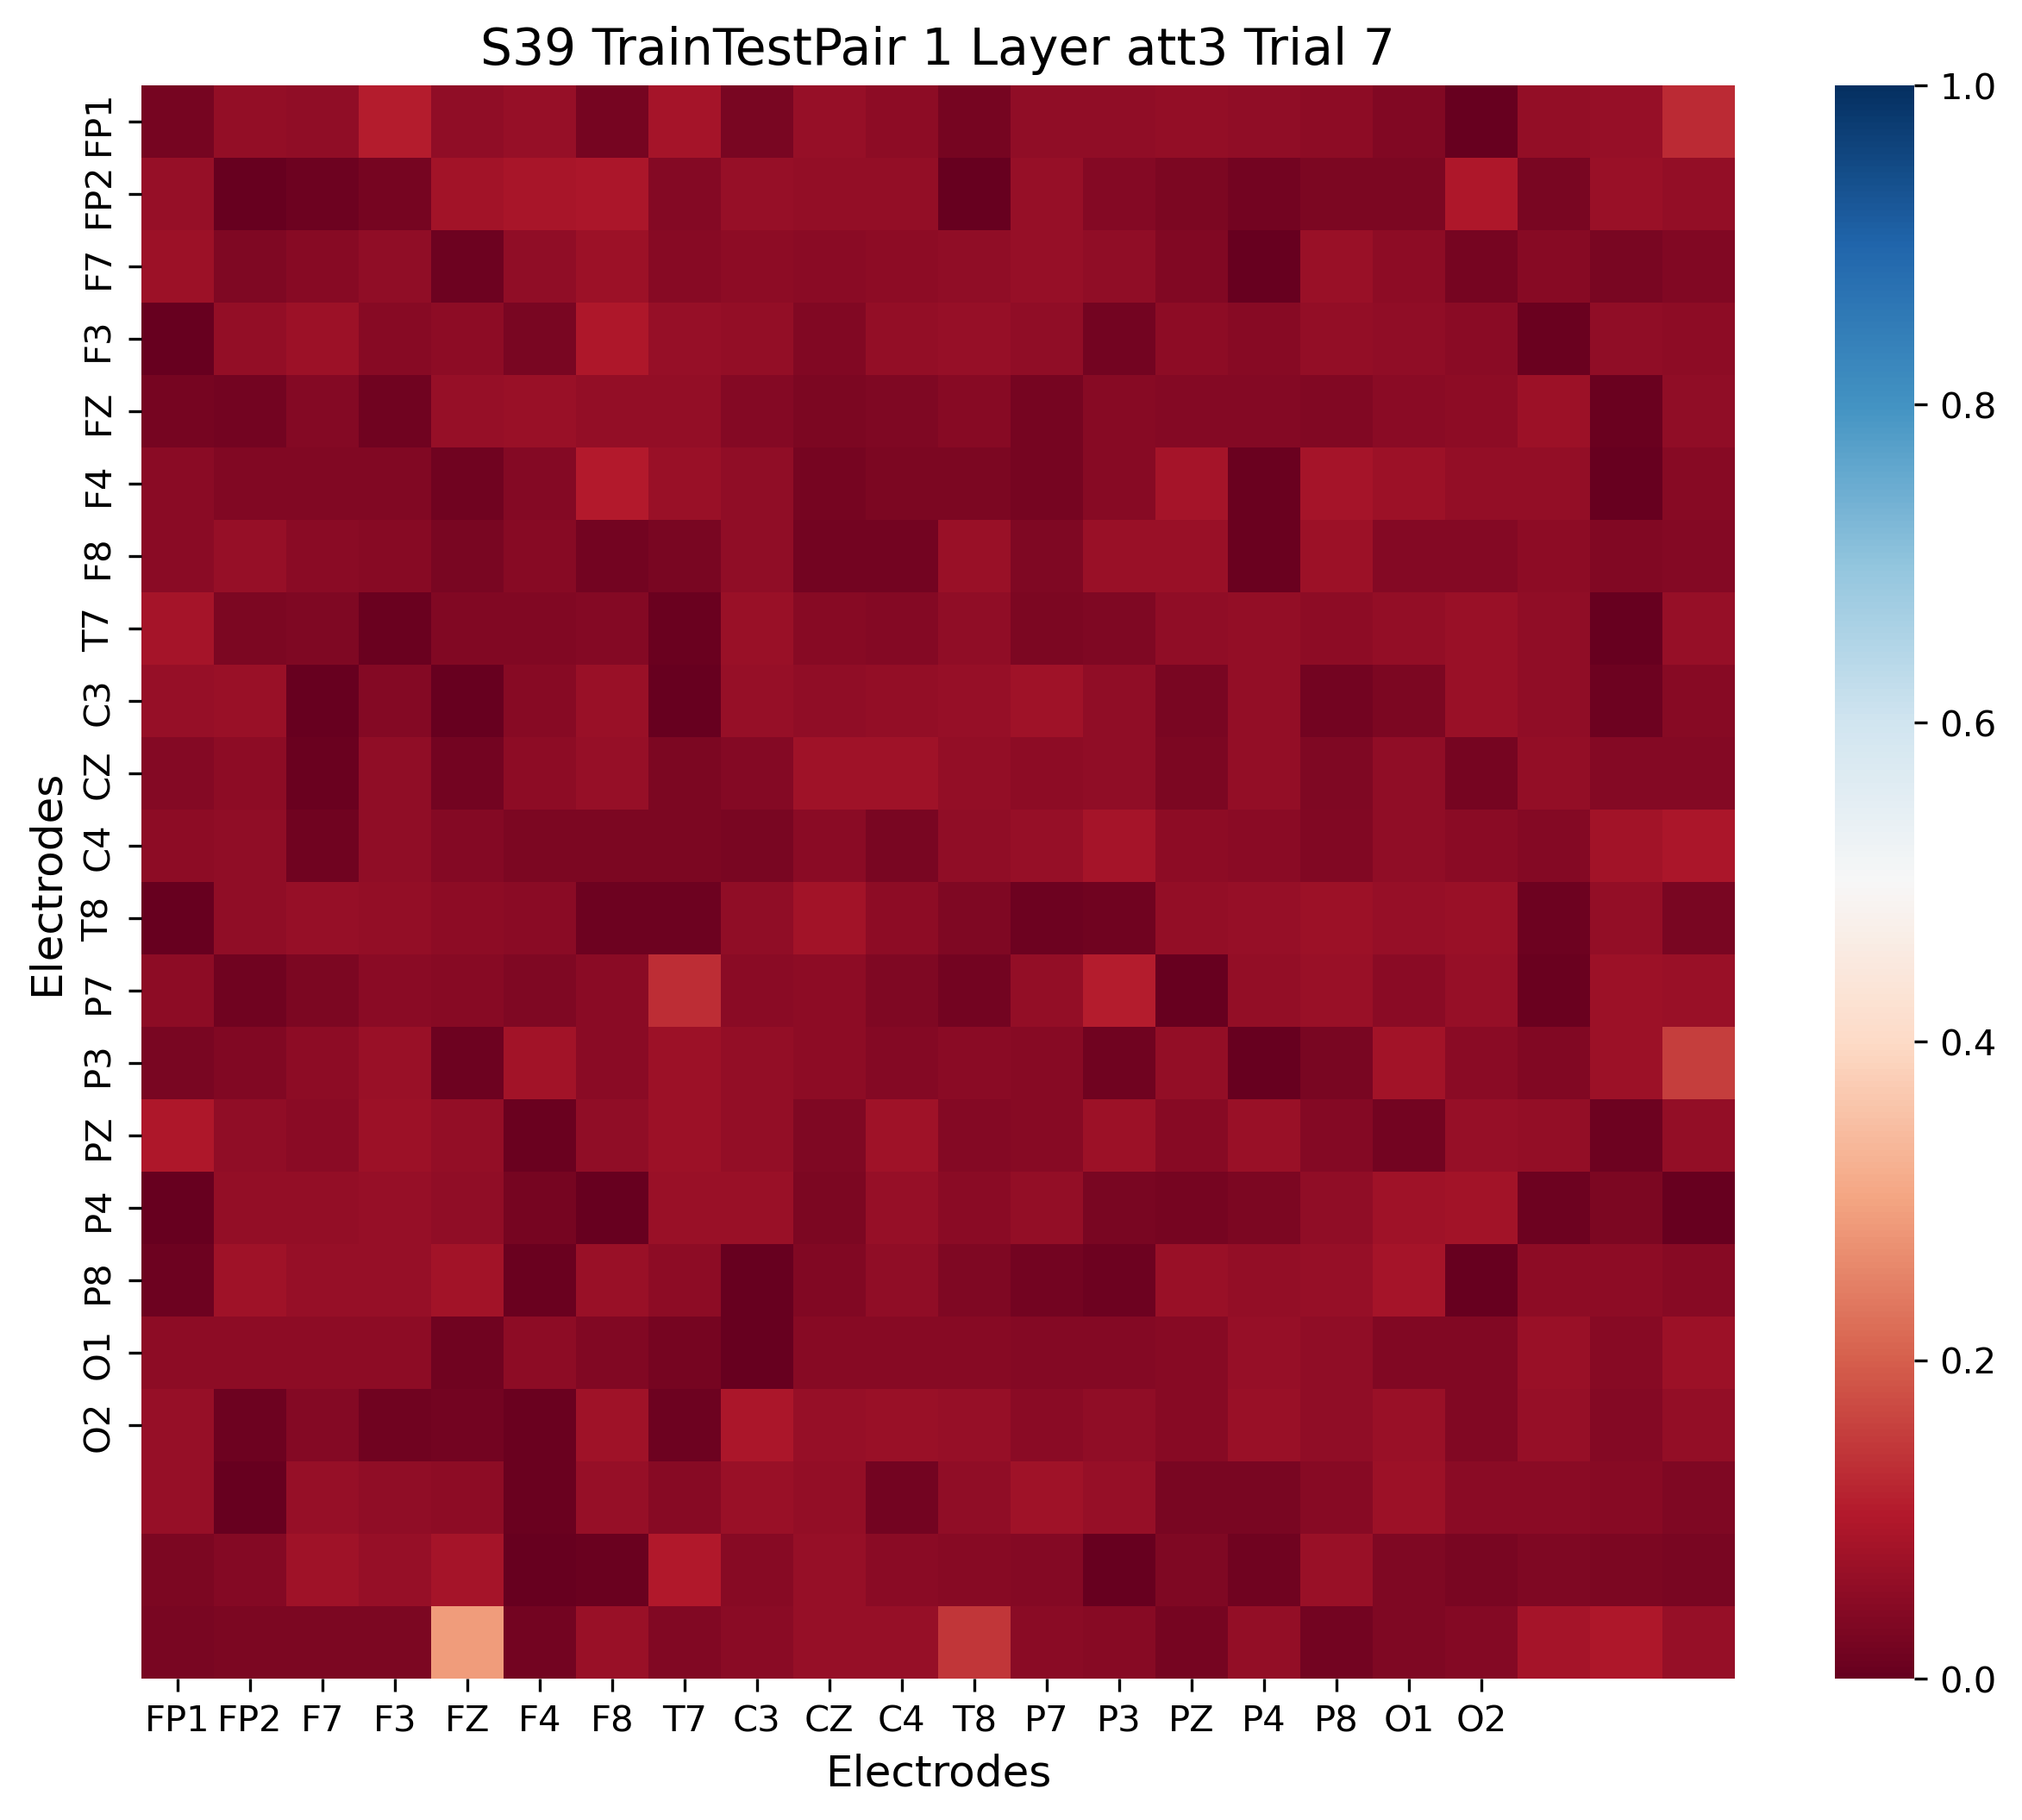 S39 TrainTestPair 1 Layer att3 Trial 7
Electrodes
FP1
FP2
F7
F3
FZ
F4
F8
T7
C3
CZ
C4
T8
P7
P3
PZ
P4
P8
O1
O2
FP1 FP2 F7 F3 FZ F4 F8 T7 C3 CZ C4 T8 P7 P3 PZ P4 P8 O1 O2
Electrodes
1.0
0.8
0.6
0.4
0.2
0.0